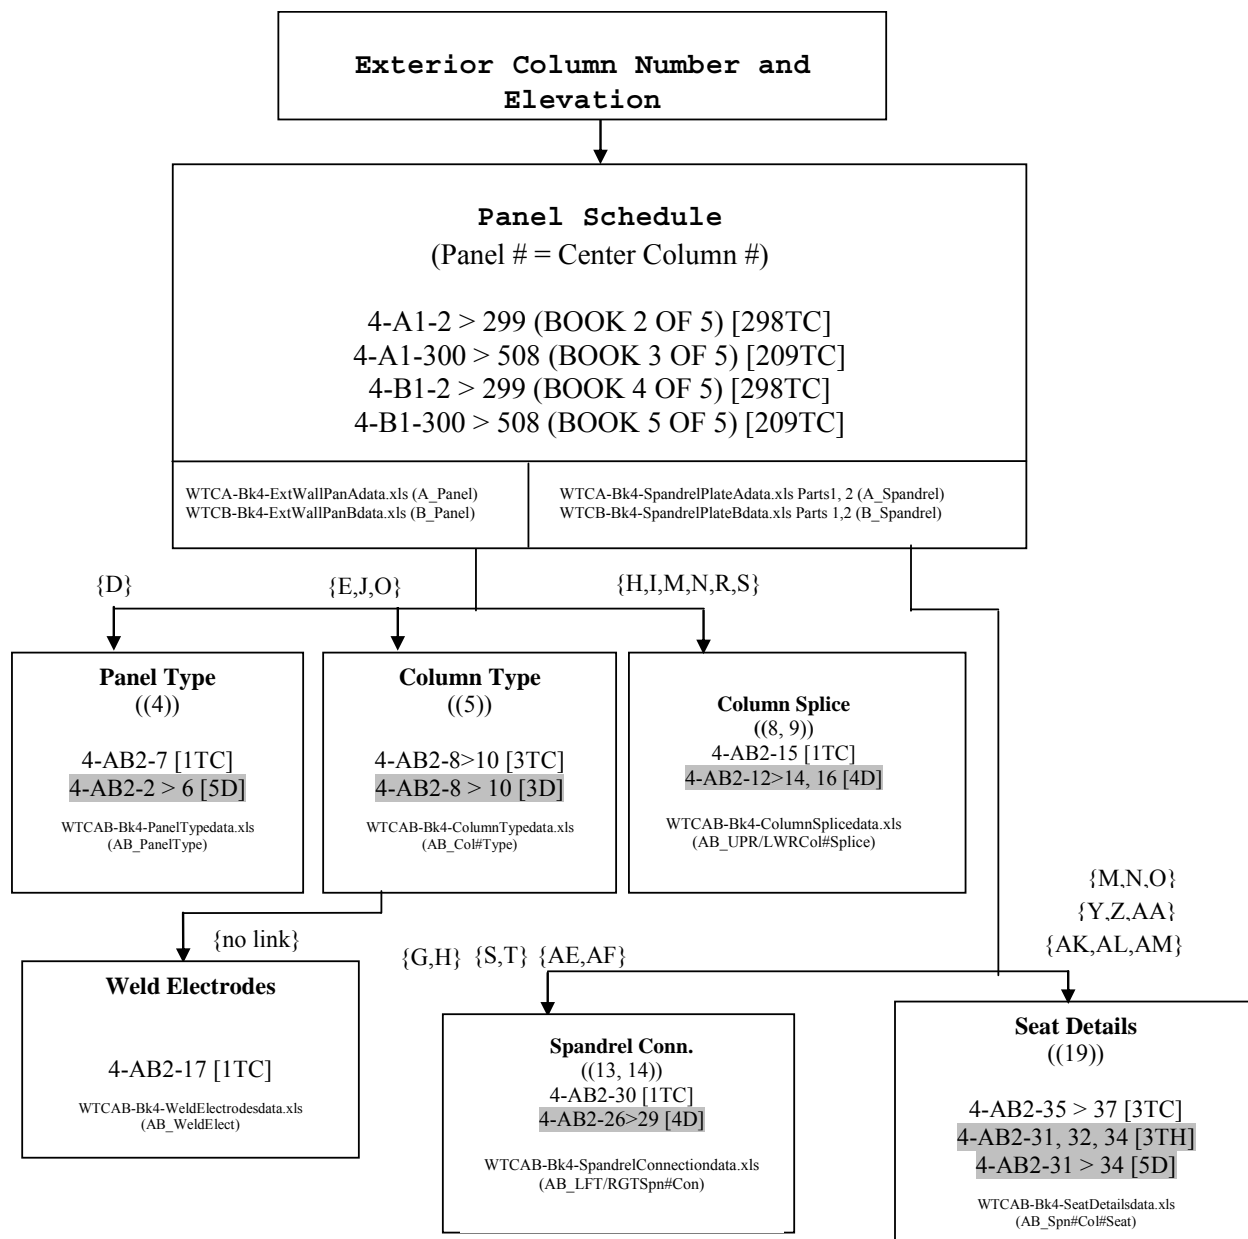 Exterior Column Number and
Elevation
Panel Schedule
(Panel # = Center Column #)
4-A1-2 > 299 (BOOK 2 OF 5) [298TC]
4-A1-300 > 508 (BOOK 3 OF 5) [209TC]
4-B1-2 > 299 (BOOK 4 OF 5) [298TC]
4-B1-300 > 508 (BOOK 5 OF 5) [209TC]
WTCA-Bk4-ExtWallPanAdata.xls (A_Panel)
WTCB-Bk4-ExtWallPanBdata.xls (B_Panel)
WTCA-Bk4-SpandrelPlateAdata.xls Parts1, 2 (A_Spandrel)
WTCB-Bk4-SpandrelPlateBdata.xls Parts 1,2 (B_Spandrel)
{D}
{E,J,O}
{H,I,M,N,R,S}
Panel Type
((4))
4-AB2-7 [1TC]
4-AB2-2 > 6 [5D]
WTCAB-Bk4-PanelTypedata.xls
(AB_PanelType)
Column Type
((5))
4-AB2-8>10 [3TC]
4-AB2-8 > 10 [3D]
WTCAB-Bk4-ColumnTypedata.xls
(AB_Col#Type)
Column Splice
((8, 9))
4-AB2-15 [1TC]
4-AB2-12>14, 16 [4D]
WTCAB-Bk4-ColumnSplicedata.xls
(AB_UPR/LWRCol#Splice)
{no link}
{G,H} {S,T} {AE,AF}
{M,N,O}
{Y,Z,AA}
{AK,AL,AM}
Weld Electrodes
4-AB2-17 [1TC]
WTCAB-Bk4-WeldElectrodesdata.xls
(AB_WeldElect)
Spandrel Conn.
((13, 14))
4-AB2-30 [1TC]
4-AB2-26>29 [4D]
WTCAB-Bk4-SpandrelConnectiondata.xls
(AB_LFT/RGTSpn#Con)
Seat Details
((19))
4-AB2-35 > 37 [3TC]
4-AB2-31, 32, 34 [3TH]
4-AB2-31 > 34 [5D]
WTCAB-Bk4-SeatDetailsdata.xls
(AB_Spn#Col#Seat)